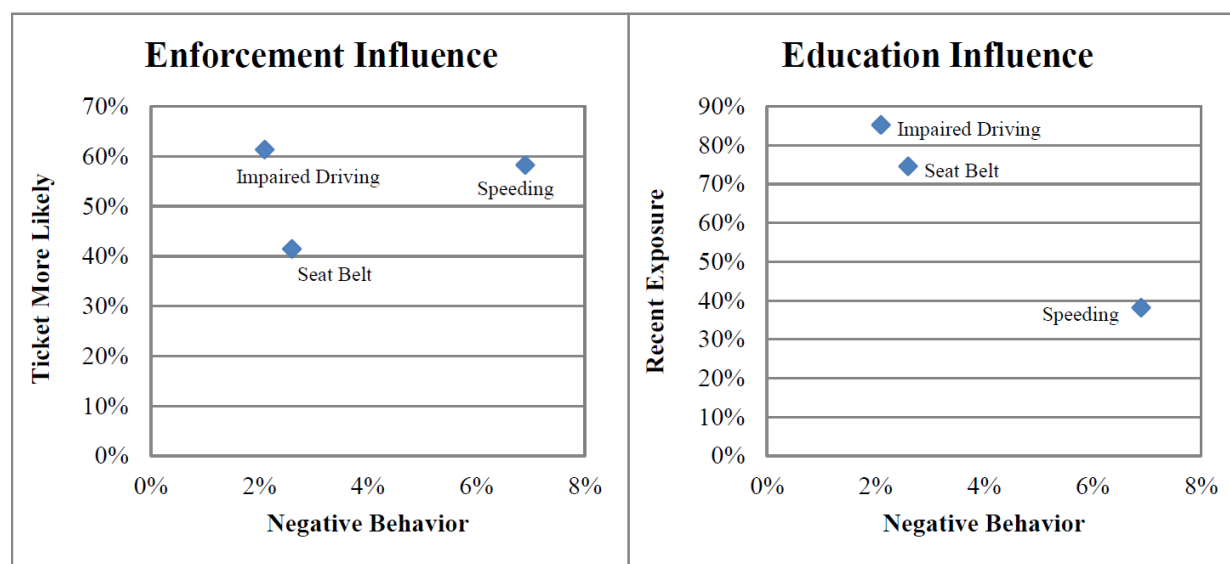 Enforcement Influence
Ticket More Likely
70%
60%
50%
40%
30%
20%
10%
0%
Impaired Driving
Speeding
Seat Belt
0% 2% 4% 6% 8%
Negative Behavior
Education Influence
Recent Exposure
90%
80%
70%
60%
50%
40%
30%
20%
10%
0%
Impaired Driving
Seat Belt
Speeding
0% 2% 4% 6% 8%
Negative Behavior